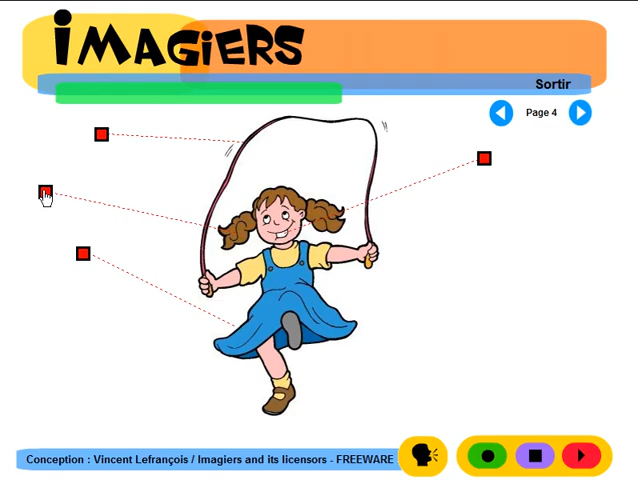 iMAGiERS
Sortir
Page 4
Conception : Vincent Lefrançois / Imagiers and its licensors - FREEWARE